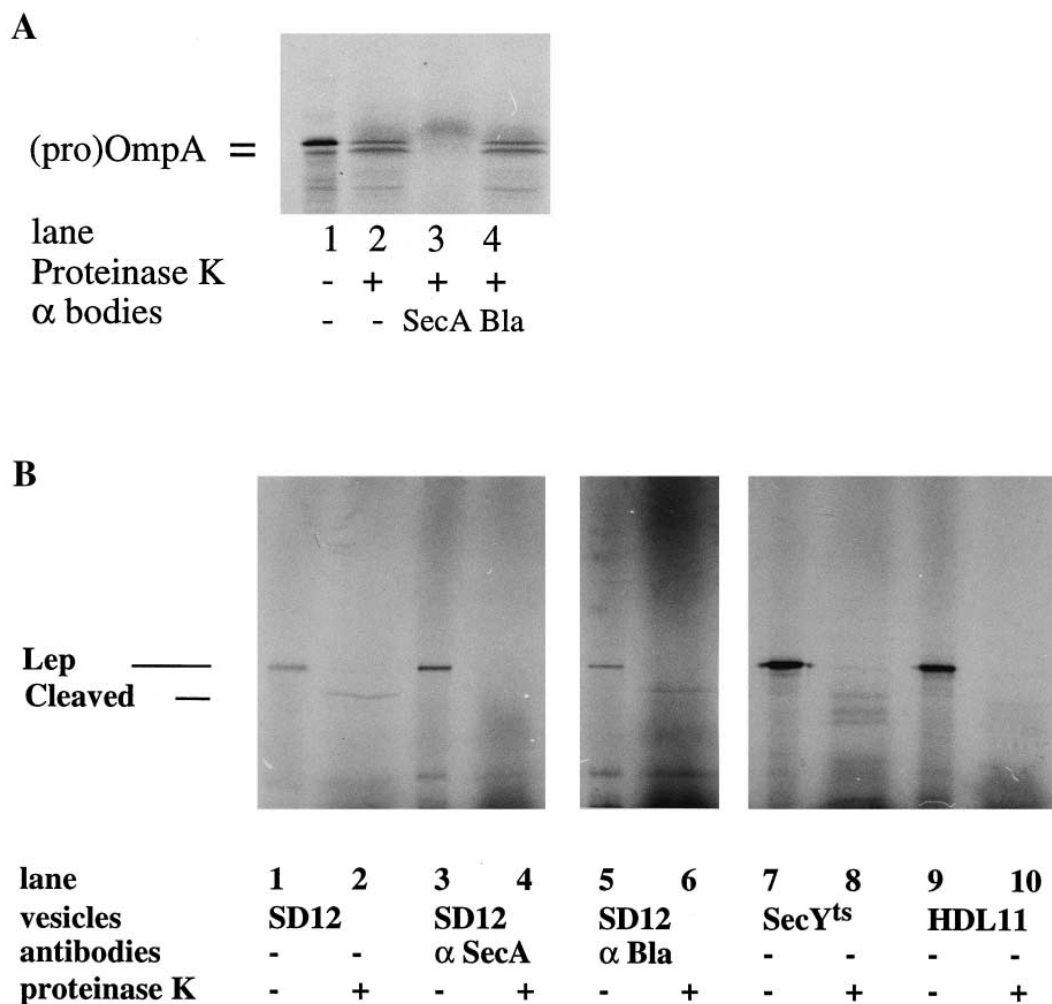 A
(pro)OmpA =
lane 1 2 3 4
Proteinase K - + + +
α bodies - - SecA Bla
B
Lep
Cleaved
lane 1 2 3 4 5 6 7 8 9 10
vesicles SD12 SD12 SD12 SecYts HDL11
antibodies - - α SecA α Bla - - - -
proteinase K - + - + - + - + - +